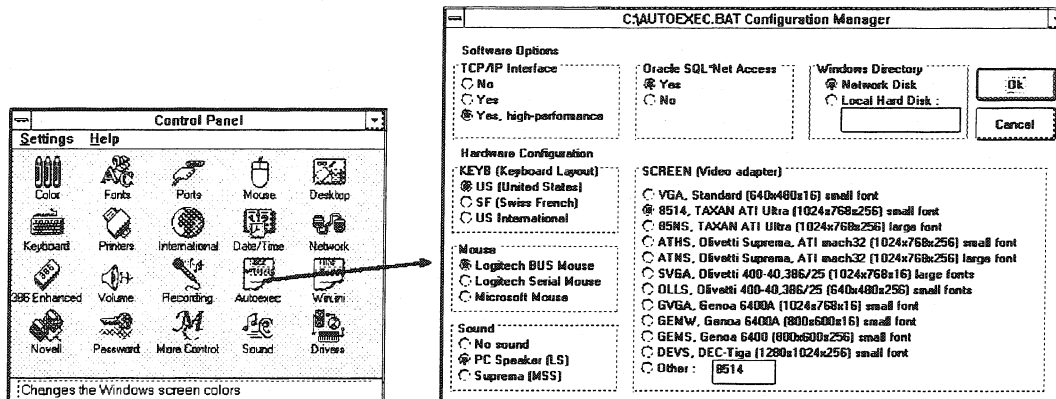 Control Panel
Settings Help
Color Fonts Ports Mouse Desktop
Keyboard Printers International Date/Time Network
386 Enhanced Volume Recording Autoexec Win.ini
Novell Password More Control Sound Drivers
Changes the Windows screen colors
C:\AUTOEXEC.BAT Configuration Manager
Software Options
TCP/IP Interface
No
Yes
Yes, high-performance
Oracle SQL*Net Access
Yes
No
Windows Directory
Network Disk
Local Hard Disk :
Ok
Cancel
Hardware Configuration
KEYB (Keyboard Layout)
US (United States)
SF (Swiss French)
US International
Mouse
Logitech BUS Mouse
Logitech Serial Mouse
Microsoft Mouse
Sound
No sound
PC Speaker (LS)
Suprema (MSS)
SCREEN (Video adapter)
VGA, Standard (640x480x16) small font
8514, TAXAN ATI Ultra (1024x768x256) small font
85NS, TAXAN ATI Ultra (1024x768x256) large font
ATHS, Olivetti Suprema, ATI mach32 (1024x768x256) small font
ATNS, Olivetti Suprema, ATI mach32 (1024x768x256) large font
SVGA, Olivetti 400-40,386/25 (1024x768x16) large fonts
OLLS, Olivetti 400-40,386/25 (640x480x256) small fonts
GVGA, Genoa 6400A (1024x768x16) small font
GEMW, Genoa 6400A (800x600x16) small font
GEMS, Genoa 6400 (800x600x256) small font
DEVS, DEC-Tiga (1280x1024x256) small font
Other : 8514